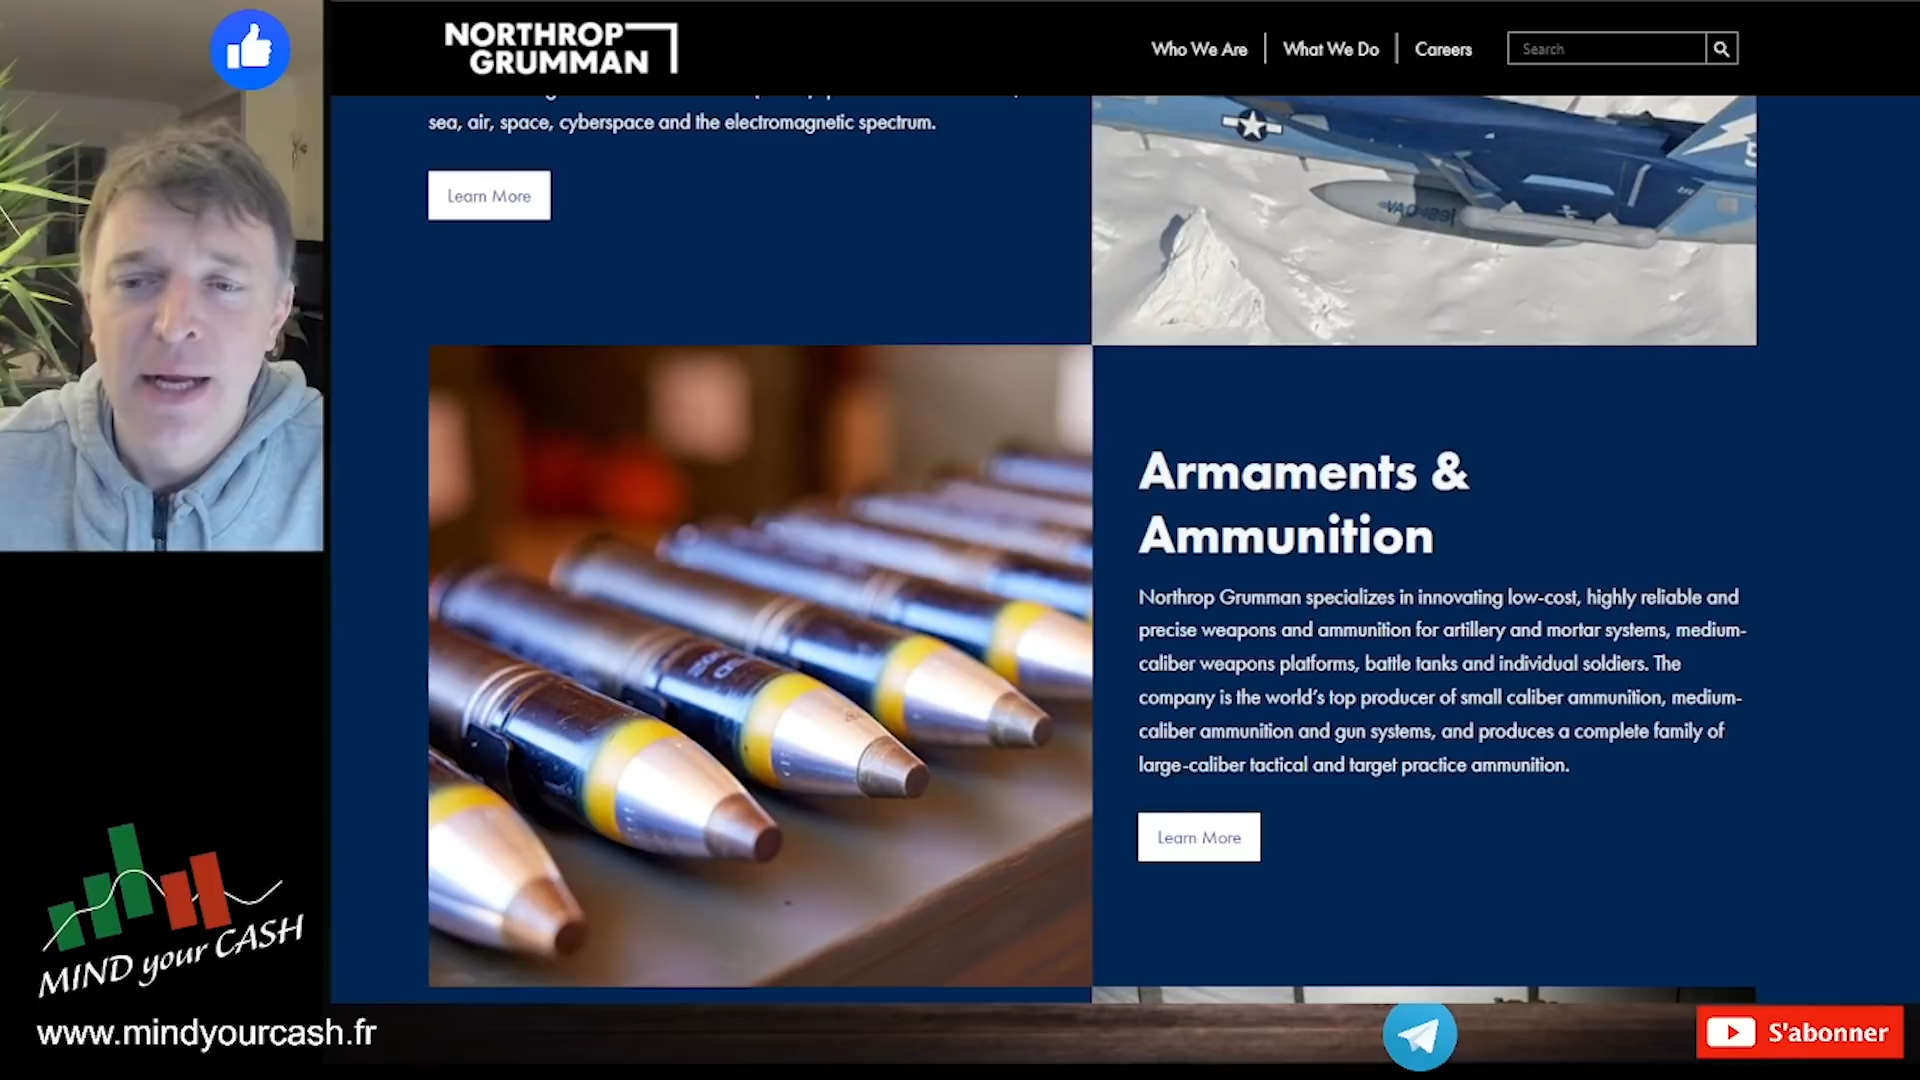 NORTHROP
GRUMMAN
Who We Are
What We Do
Careers
Search
sea, air, space, cyberspace and the electromagnetic spectrum.
Learn More
Armaments &
Ammunition
Northrop Grumman specializes in innovating low-cost, highly reliable and
precise weapons and ammunition for artillery and mortar systems, medium-
caliber weapons platforms, battle tanks and individual soldiers. The
company is the world's top producer of small caliber ammunition, medium-
caliber ammunition and gun systems, and produces a complete family of
large-caliber tactical and target practice ammunition.
Learn More
MIND your CASH
www.mindyourcash.fr
S'abonner